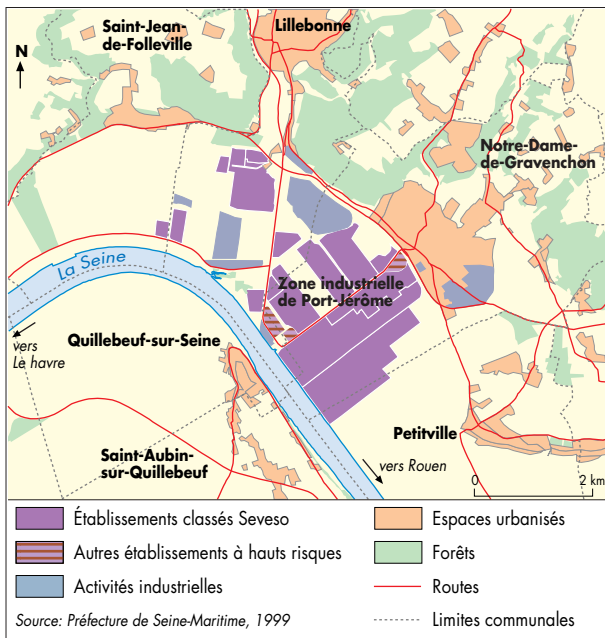 Saint-Jean-
de-Folleville
Lillebonne
N
Notre-Dame-
de-Gravenchon
La Seine
Zone industrielle
de Port-Jérôme
vers
Le havre
Quillebeuf-sur-Seine
Saint-Aubin-
sur-Quillebeuf
Petitville
vers Rouen
0 2 km
Établissements classés Seveso
Autres établissements à hauts risques
Activités industrielles
Source: Préfecture de Seine-Maritime, 1999
Espaces urbanisés
Forêts
Routes
Limites communales